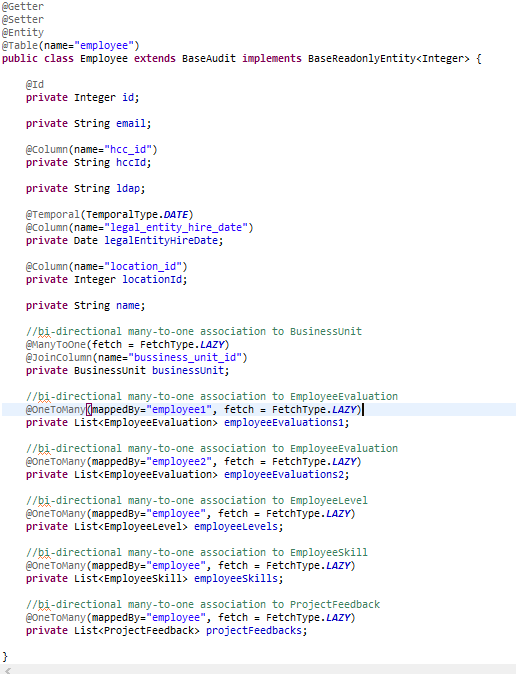 @Getter
@Setter
@Entity
@Table(name="employee")
public class Employee extends BaseAudit implements BaseReadonlyEntity<Integer> {
@Id
private Integer id;
private String email;
@Column(name="hcc_id")
private String hccId;
private String ldap;
@Temporal(TemporalType.DATE)
@Column(name="legal_entity_hire_date")
private Date legalEntityHireDate;
@Column(name="location_id")
private Integer locationId;
private String name;
//bi-directional many-to-one association to BusinessUnit
@ManyToOne(fetch = FetchType.LAZY)
@JoinColumn(name="bussiness_unit_id")
private BusinessUnit businessUnit;
//bi-directional many-to-one association to EmployeeEvaluation
@OneToMany(mappedBy="employee1", fetch = FetchType.LAZY)
private List<EmployeeEvaluation> employeeEvaluations1;
//bi-directional many-to-one association to EmployeeEvaluation
@OneToMany(mappedBy="employee2", fetch = FetchType.LAZY)
private List<EmployeeEvaluation> employeeEvaluations2;
//bi-directional many-to-one association to EmployeeLevel
@OneToMany(mappedBy="employee", fetch = FetchType.LAZY)
private List<EmployeeLevel> employeeLevels;
//bi-directional many-to-one association to EmployeeSkill
@OneToMany(mappedBy="employee", fetch = FetchType.LAZY)
private List<EmployeeSkill> employeeSkills;
//bi-directional many-to-one association to ProjectFeedback
@OneToMany(mappedBy="employee", fetch = FetchType.LAZY)
private List<ProjectFeedback> projectFeedbacks;
}